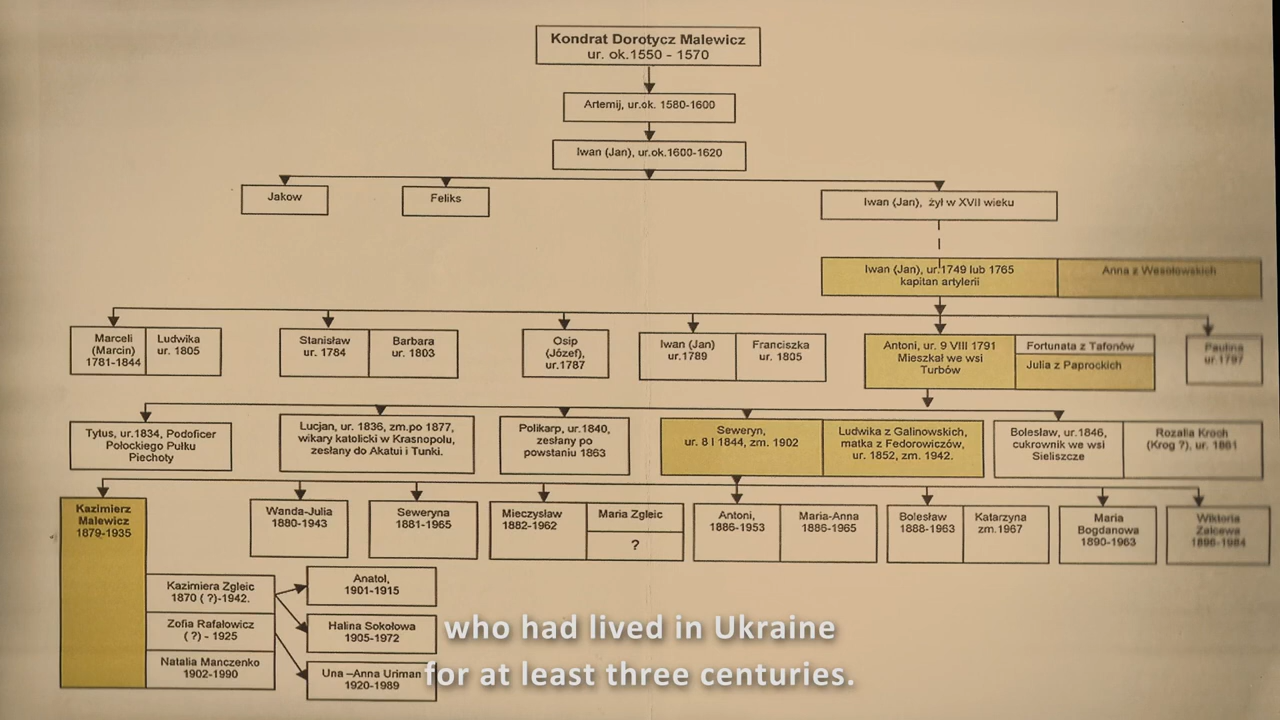 Kondrat Dorotycz Malewicz
ur. ok.1550 - 1570
Artemij, ur.ok. 1580-1600
Iwan (Jan), ur.ok.1600-1620
Jakow
Feliks
Iwan (Jan), żył w XVII wieku
Iwan (Jan), ur.1749 lub 1765
kapitan artylerii
Anna z Wesołowskich
Marceli
(Marcin)
1781-1844
Ludwika
ur. 1805
Stanisław
ur. 1784
Barbara
ur. 1803
Osip
(Józef),
ur.1787
Iwan (Jan)
ur.1789
Franciszka
ur. 1805
Antoni, ur. 9 VIII 1791
Mieszkał we wsi
Turbów
Fortunata z Tafonów
Julia z Paprockich
Paulina
ur.1797
Tytus, ur.1834, Podoficer
Połockiego Pułku
Piechoty
Lucjan, ur. 1836, zm.po 1877,
wikary katolicki w Krasnopolu,
zesłany do Akatui i Tunki.
Polikarp, ur.1840,
zesłany po
powstaniu 1863
Seweryn,
ur. 8 I 1844, zm. 1902
Ludwika z Galinowskich,
matka z Fedorowiczów,
ur. 1852, zm. 1942.
Bolesław, ur.1846,
cukrownik we wsi
Sieliszcze
Rozalia Kroch
(Krog ?), ur. 1861
Kazimierz
Malewicz
1879-1935
Wanda-Julia
1880-1943
Seweryna
1881-1965
Mieczysław
1882-1962
Maria Zgleic
?
Antoni,
1886-1953
Maria-Anna
1886-1965
Bolesław
1888-1963
Katarzyna
zm.1967
Maria
Bogdanowa
1890-1963
Wiktoria
Zajcewa
1896-1984
Kazimiera Zgleic
1870 ( ?)-1942.
Zofia Rafałowicz
( ?) - 1925
Natalia Manczenko
1902-1990
Anatol,
1901-1915
Halina Sokołowa
1905-1972
Una –Anna Uriman
1920-1989
who had lived in Ukraine
for at least three centuries.